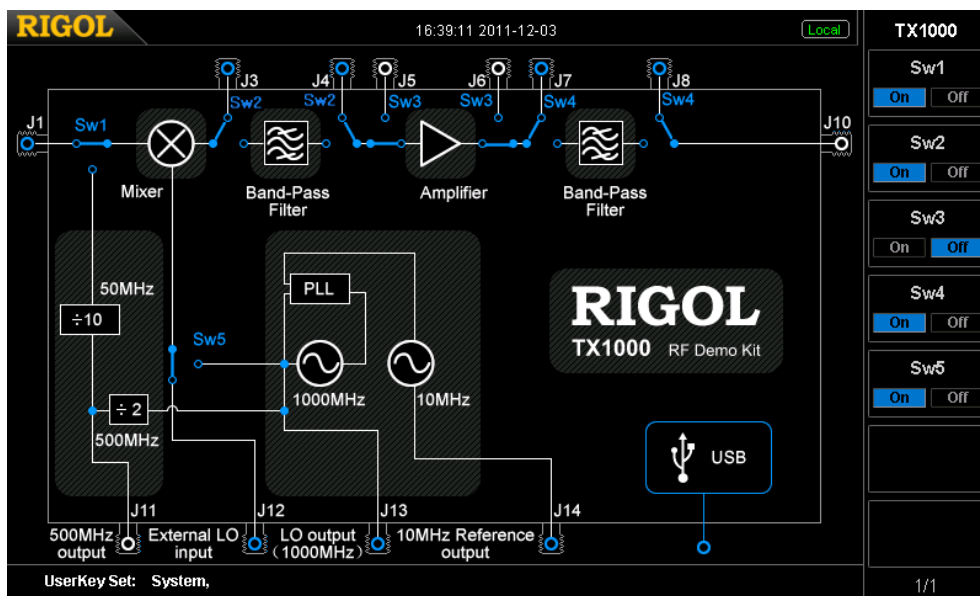 RIGOL
16:39:11 2011-12-03
Local
TX1000
Sw1
On Off
Sw2
On Off
Sw3
On Off
Sw4
On Off
Sw5
On Off
1/1
J1
J3
J4
J5
J6
J7
J8
J10
Sw1
Sw2
Sw2
Sw3
Sw3
Sw4
Sw4
Mixer
Band-Pass
Filter
Amplifier
Band-Pass
Filter
50MHz
÷10
÷ 2
500MHz
Sw5
PLL
1000MHz
10MHz
RIGOL
TX1000 RF Demo Kit
USB
J11
J12
J13
J14
500MHz
output
External LO
input
LO output
(1000MHz)
10MHz Reference
output
UserKey Set: System,